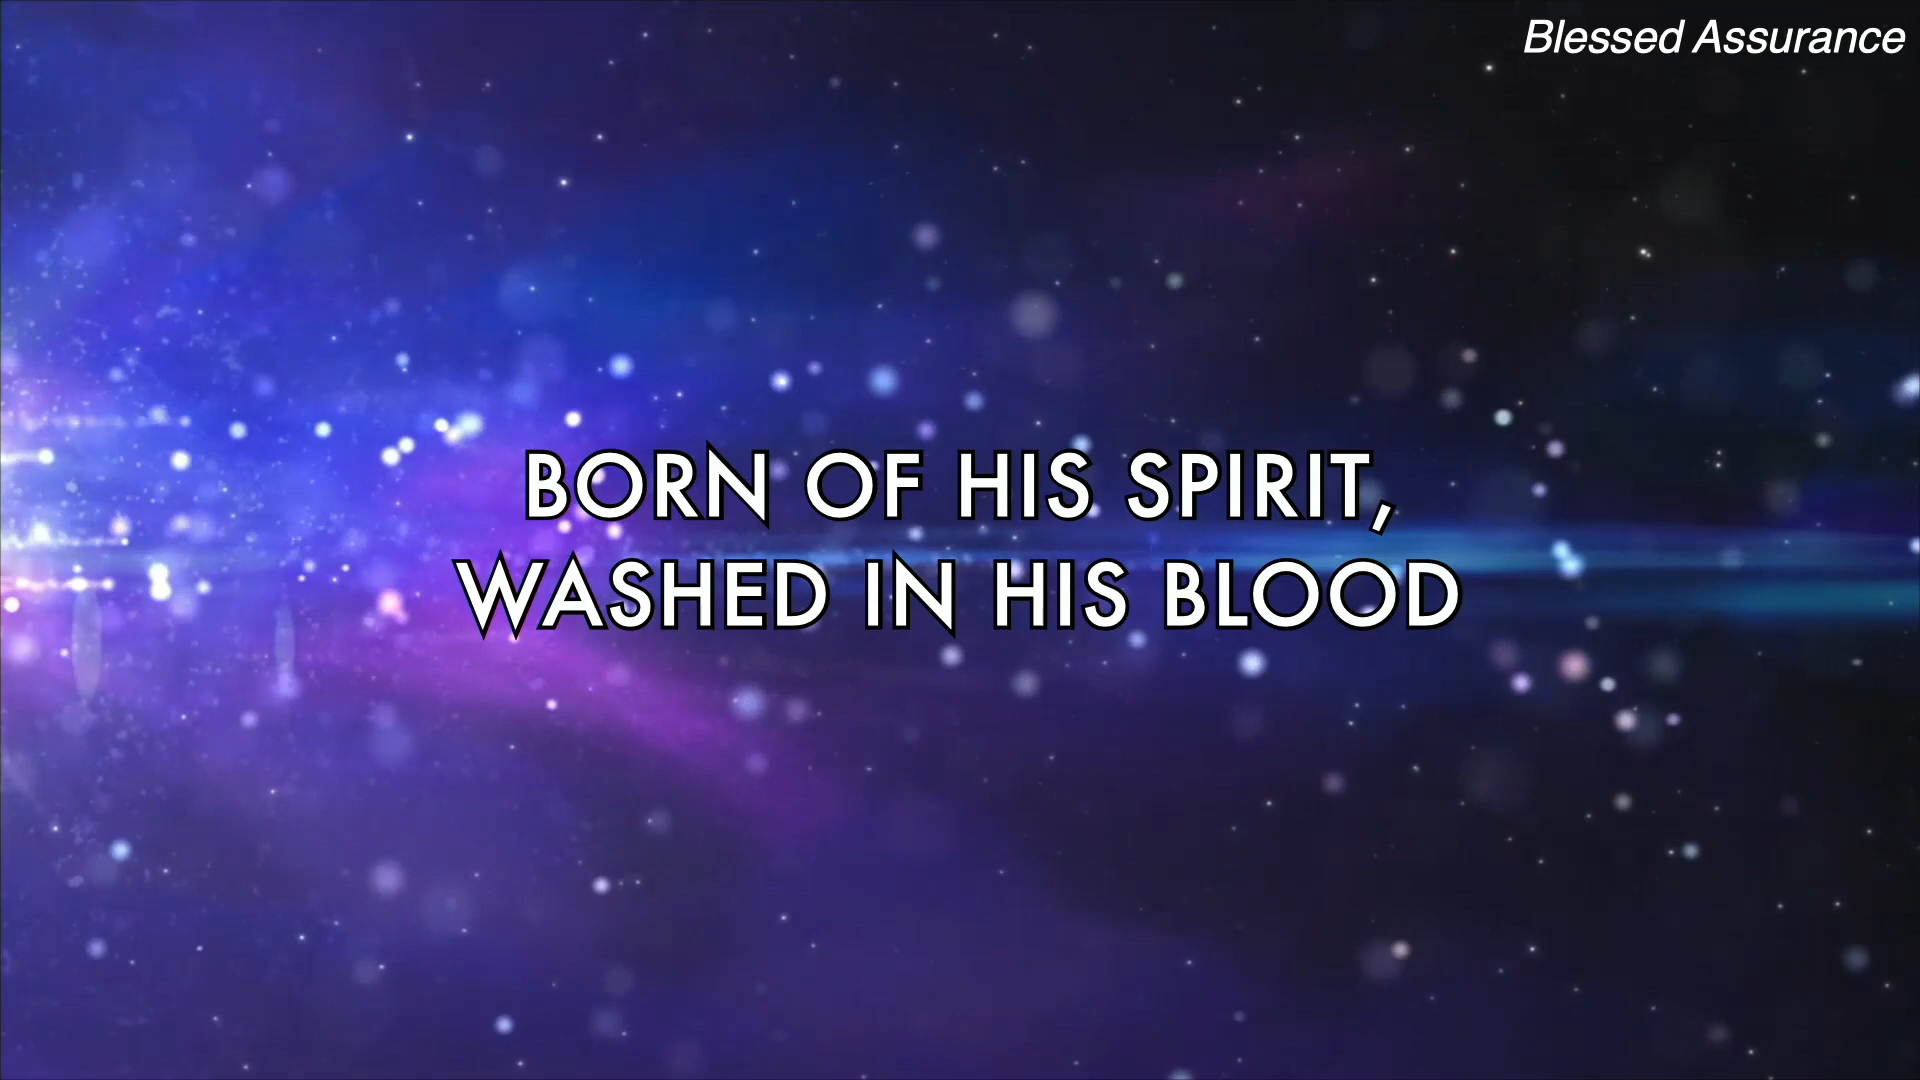 Blessed Assurance
BORN OF HIS SPIRIT,
WASHED IN HIS BLOOD